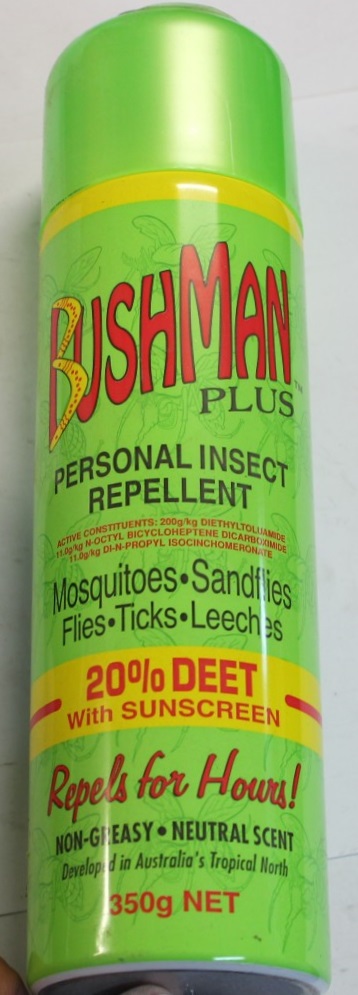 BUSHMAN
PLUS™
PERSONAL INSECT
REPELLENT
ACTIVE CONSTITUENTS: 200g/kg DIETHYLTOLUAMIDE
11.0g/kg N-OCTYL BICYCLOHEPTENE DICARBOXIMIDE
11.0g/kg DI-N-PROPYL ISOCINCHOMERONATE
Mosquitoes•Sandflies
Flies•Ticks•Leeches
20% DEET
With SUNSCREEN
Repels for Hours!
NON-GREASY • NEUTRAL SCENT
Developed in Australia's Tropical North
350g NET